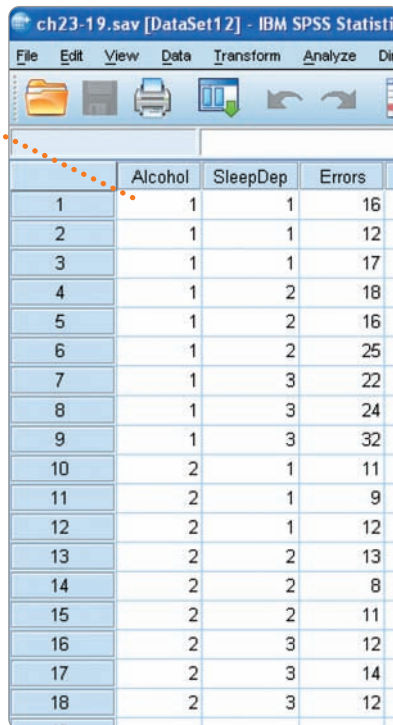 ch23-19.sav [DataSet12] - IBM SPSS Statisti
File Edit View Data Transform Analyze Di
Alcohol SleepDep Errors
1 1 1 16
2 1 1 12
3 1 1 17
4 1 2 18
5 1 2 16
6 1 2 25
7 1 3 22
8 1 3 24
9 1 3 32
10 2 1 11
11 2 1 9
12 2 1 12
13 2 2 13
14 2 2 8
15 2 2 11
16 2 3 12
17 2 3 14
18 2 3 12